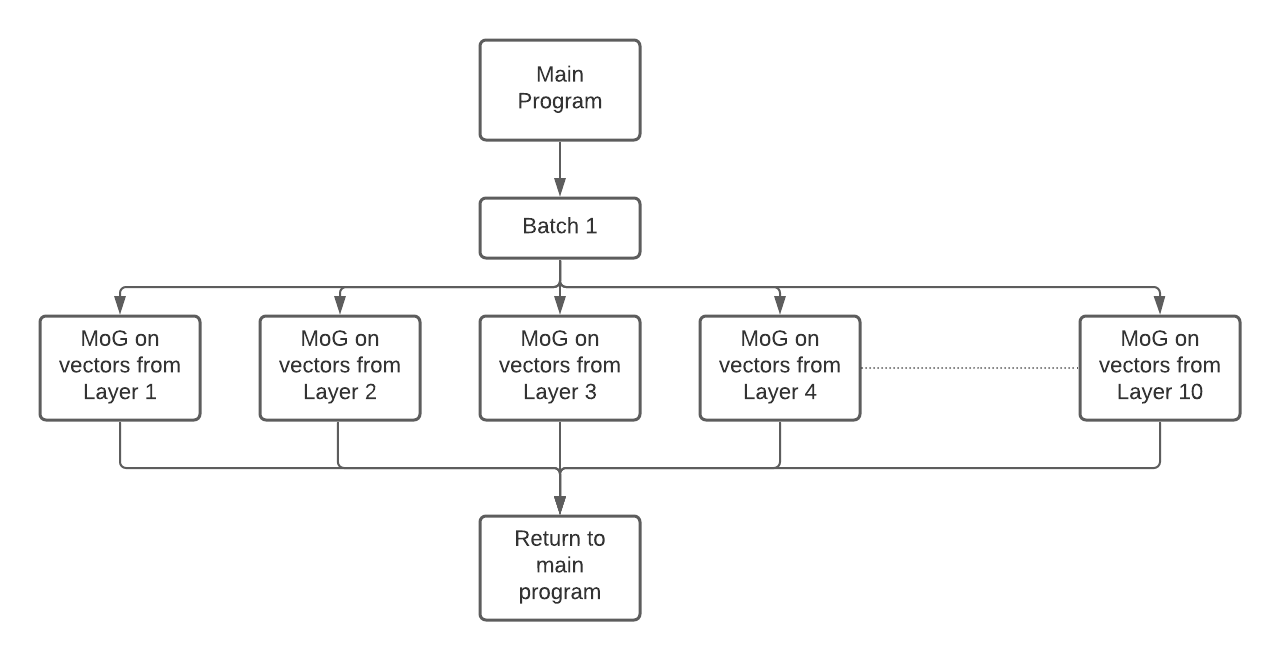 Main
Program
Batch 1
MoG on
vectors from
Layer 1
MoG on
vectors from
Layer 2
MoG on
vectors from
Layer 3
MoG on
vectors from
Layer 4
MoG on
vectors from
Layer 10
Return to
main
program